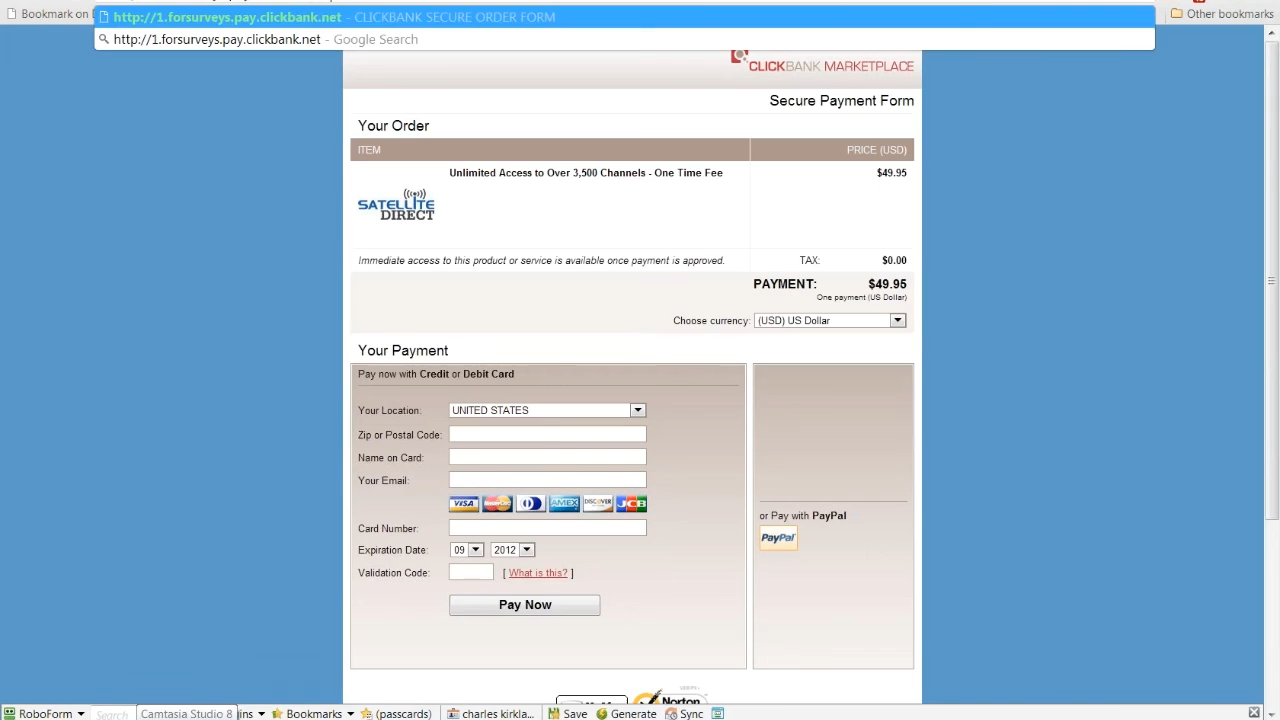 Bookmark on
http://1.forsurveys.pay.clickbank.net - CLICKBANK SECURE ORDER FORM
Other bookmarks
http://1.forsurveys.pay.clickbank.net - Google Search
CLICKBANK MARKETPLACE
Secure Payment Form
Your Order
ITEM PRICE (USD)
Unlimited Access to Over 3,500 Channels - One Time Fee $49.95
SATELLITE
DIRECT
Immediate access to this product or service is available once payment is approved. TAX: $0.00
PAYMENT: $49.95
One payment (US Dollar)
Choose currency: (USD) US Dollar
Your Payment
Pay now with Credit or Debit Card
Your Location: UNITED STATES
Zip or Postal Code:
Name on Card:
Your Email:
VISA MasterCard AMEX DISCOVER JCB
or Pay with PayPal
Card Number:
PayPal
Expiration Date: 09 2012
Validation Code: [ What is this? ]
Pay Now
Norton
RoboForm Search Camtasia Studio 8 ins Bookmarks (passcards) charles kirkla... Save Generate Sync